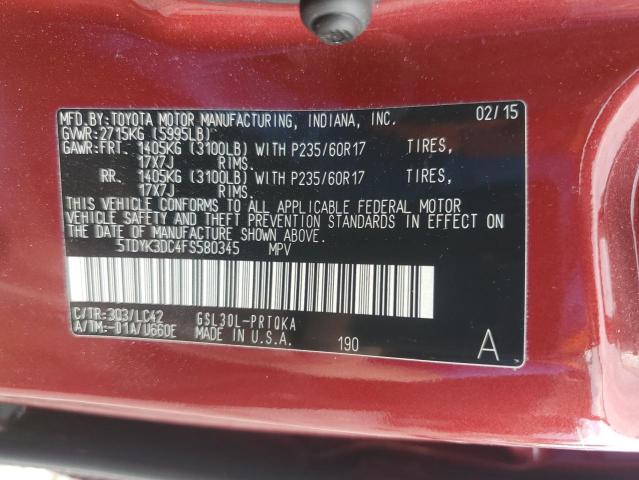 MFD.BY:TOYOTA MOTOR MANUFACTURING, INDIANA, INC. 02/15
GVWR:2715KG (5995LB)
GAWR:FRT. 1405KG (3100LB) WITH P235/60R17 TIRES,
17X7J RIMS.
RR. 1405KG (3100LB) WITH P235/60R17 TIRES,
17X7J RIMS.
THIS VEHICLE CONFORMS TO ALL APPLICABLE FEDERAL MOTOR
VEHICLE SAFETY AND THEFT PREVENTION STANDARDS IN EFFECT ON
THE DATE OF MANUFACTURE SHOWN ABOVE.
5TDYK3DC4FS580345 MPV
C/TR:303/LC42 GSL30L-PRTQKA
A/TM:-D1A/U660E MADE IN U.S.A. 190 A